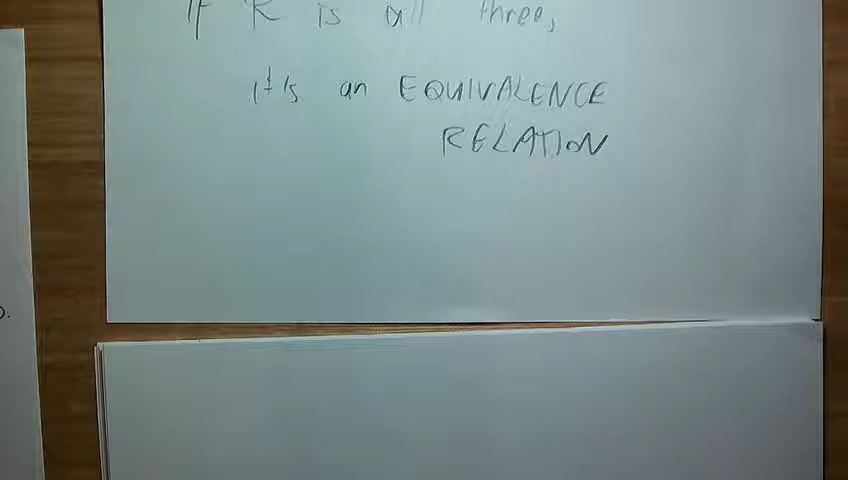 If R is all three,
it's an EQUIVALENCE
RELATION